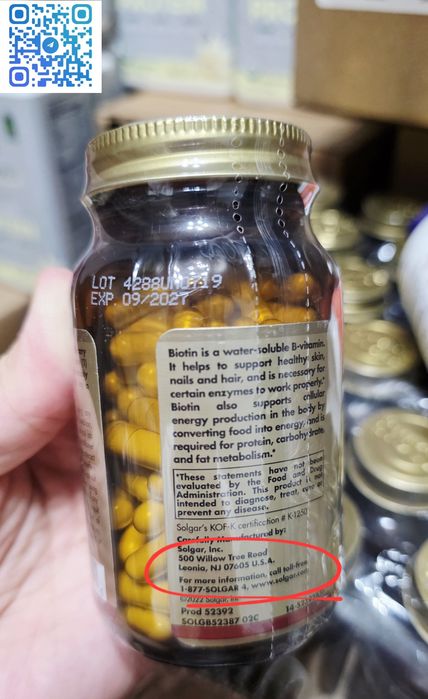 LOT 4288
EXP 09/2027
Biotin is a water-soluble B-vitamin.
It helps to support healthy skin,
nails and hair, and is necessary for
certain enzymes to work properly.*
Biotin also supports cellular
energy production in the body by
converting food into energy, and is
required for protein, carbohydrate
and fat metabolism.*
*These statements have not been
evaluated by the Food and Drug
Administration. This product is not
intended to diagnose, treat, cure or
prevent any disease.
Solgar's KOF-K certification # K-1250
Carefully Manufactured by:
Solgar, Inc.
500 Willow Tree Road
Leonia, NJ 07605 U.S.A.
For more information, call toll-free
1-877-SOLGAR 4, www.solgar.com
©2022 Solgar, Inc.
Prod 52392
SOLGB52387 02C